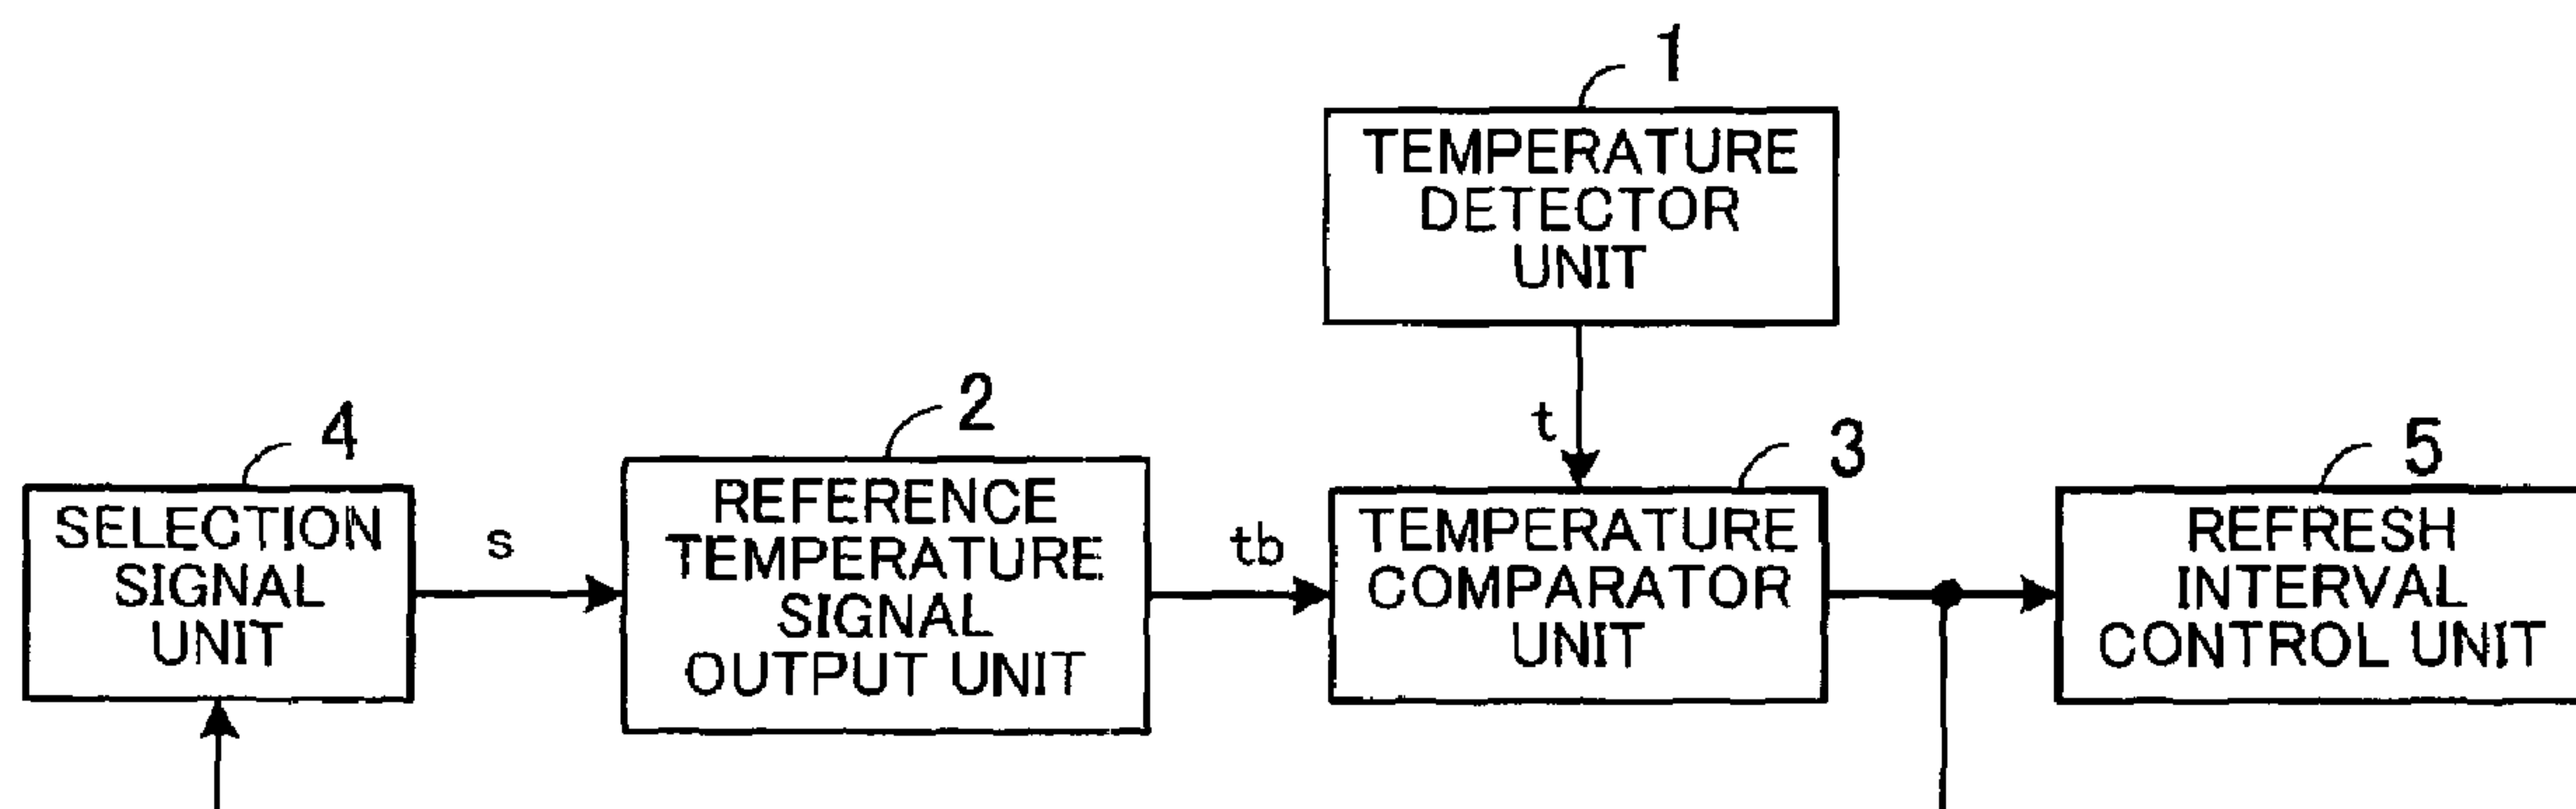 1
TEMPERATURE
DETECTOR
UNIT
t
4
SELECTION
SIGNAL
UNIT
s
2
REFERENCE
TEMPERATURE
SIGNAL
OUTPUT UNIT
tb
3
TEMPERATURE
COMPARATOR
UNIT
5
REFRESH
INTERVAL
CONTROL UNIT